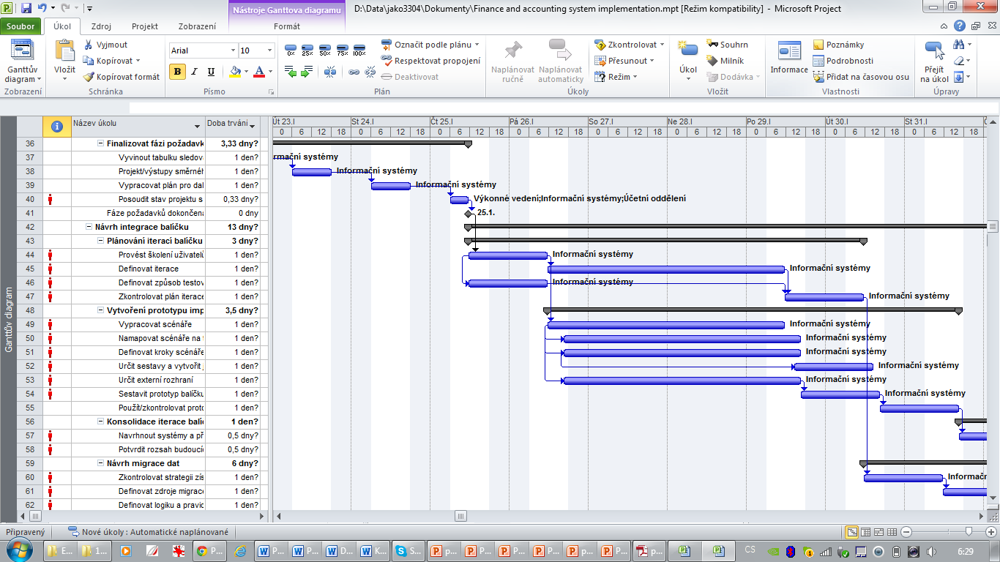 Nástroje Ganttova diagramu
D:\Data\jako3304\Dokumenty\Finance and accounting system implementation.mpt [Režim kompatibility] - Microsoft Project
Soubor Úkol Zdroj Projekt Zobrazení Formát
Ganttův diagram
Zobrazení
Vložit
Vyjmout
Kopírovat
Kopírovat formát
Schránka
Arial 10
B I U A
Písmo
0% 25% 50% 75% 100%
Označit podle plánu
Respektovat propojení
Deaktivovat
Plán
Naplánovat ručně
Naplánovat automaticky
Zkontrolovat
Přesunout
Režim
Úkoly
Úkol
Souhrn
Milník
Dodávka
Vložit
Informace
Poznámky
Podrobnosti
Přidat na časovou osu
Vlastnosti
Přejít na úkol
Úpravy
Název úkolu Doba trvání
Út 23.I St 24.I Čt 25.I Pá 26.I So 27.I Ne 28.I Po 29.I Út 30.I St 31.I
0 6 12 18 0 6 12 18 0 6 12 18 0 6 12 18 0 6 12 18 0 6 12 18 0 6 12 18 0 6 12 18 0 6 12 18
36 Finalizovat fázi požadavk 3,33 dny?
37 Vyvinout tabulku sledov 1 den? rmační systémy
38 Projekt/výstupy směrněh 1 den? Informační systémy
39 Vypracovat plán pro dal 1 den? Informační systémy
40 Posoudit stav projektu s 0,33 dny? Výkonné vedení;Informační systémy;Účetní oddělení
41 Fáze požadavků dokončena 0 dny 25.1.
42 Návrh integrace balíčku 13 dny?
43 Plánování iterací balíčku 3 dny?
44 Provést školení uživatelů 1 den? Informační systémy
45 Definovat iterace 1 den? Informační systémy
46 Definovat způsob testov 1 den? Informační systémy
47 Zkontrolovat plán iterace 1 den? Informační systémy
48 Vytvoření prototypu imp 3,5 dny?
49 Vypracovat scénáře 1 den? Informační systémy
50 Namapovat scénáře na 1 den? Informační systémy
51 Definovat kroky scénáře 1 den? Informační systémy
52 Určit sestavy a vytvořit 1 den? Informační systémy
53 Určit externí rozhraní 1 den? Informační systémy
54 Sestavit prototyp balíčku 1 den? Informační systémy
55 Použít/zkontrolovat proto 1 den?
56 Konsolidace iterace balí 1 den?
57 Navrhnout systémy a př 0,5 dny?
58 Potvrdit rozsah budoucí 0,5 dny?
59 Návrh migrace dat 6 dny?
60 Zkontrolovat strategii zís 1 den? Informačn
61 Definovat zdroje migrace 1 den?
62 Definovat logiku a pravid 1 den?
Ganttův diagram
Připravený Nové úkoly : Automatické naplánované
E... 1... P... P... P... D... K... S... p... P... P... P... p... P... p... CS 6:29